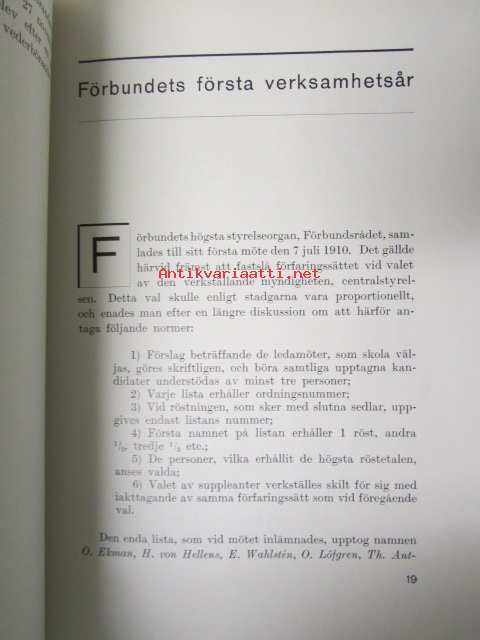 27
efter
Förbundets första verksamhetsår
Förbundets högsta styrelseorgan, Förbundsrådet, sam-
lades till sitt första möte den 7 juli 1910. Det gällde
härvid främst att fastslå förfaringssättet vid valet
Antikvariaatti.net
av den verkställande myndigheten, centralstyrel-
sen. Detta val skulle enligt stadgarna vara proportionellt,
och enades man efter en längre diskussion om att härför an-
taga följande normer:
1) Förslag beträffande de ledamöter, som skola väl-
jas, göres skriftligen, och böra samtliga upptagna kan-
didater understödas av minst tre personer;
2) Varje lista erhåller ordningsnummer;
3) Vid röstningen, som sker med slutna sedlar, upp-
gives endast listans nummer;
4) Första namnet på listan erhåller 1 röst, andra
1/2, tredje 1/3 etc.;
5) De personer, vilka erhållit de högsta röstetalen,
anses valda;
6) Valet av suppleanter verkställes skilt för sig med
iakttagande av samma förfaringssätt som vid föregående
val.
Den enda lista, som vid mötet inlämnades, upptog namnen
O. Ekman, H. von Hellens, E. Wahlstén, O. Löfgren, Th. Ant-
19